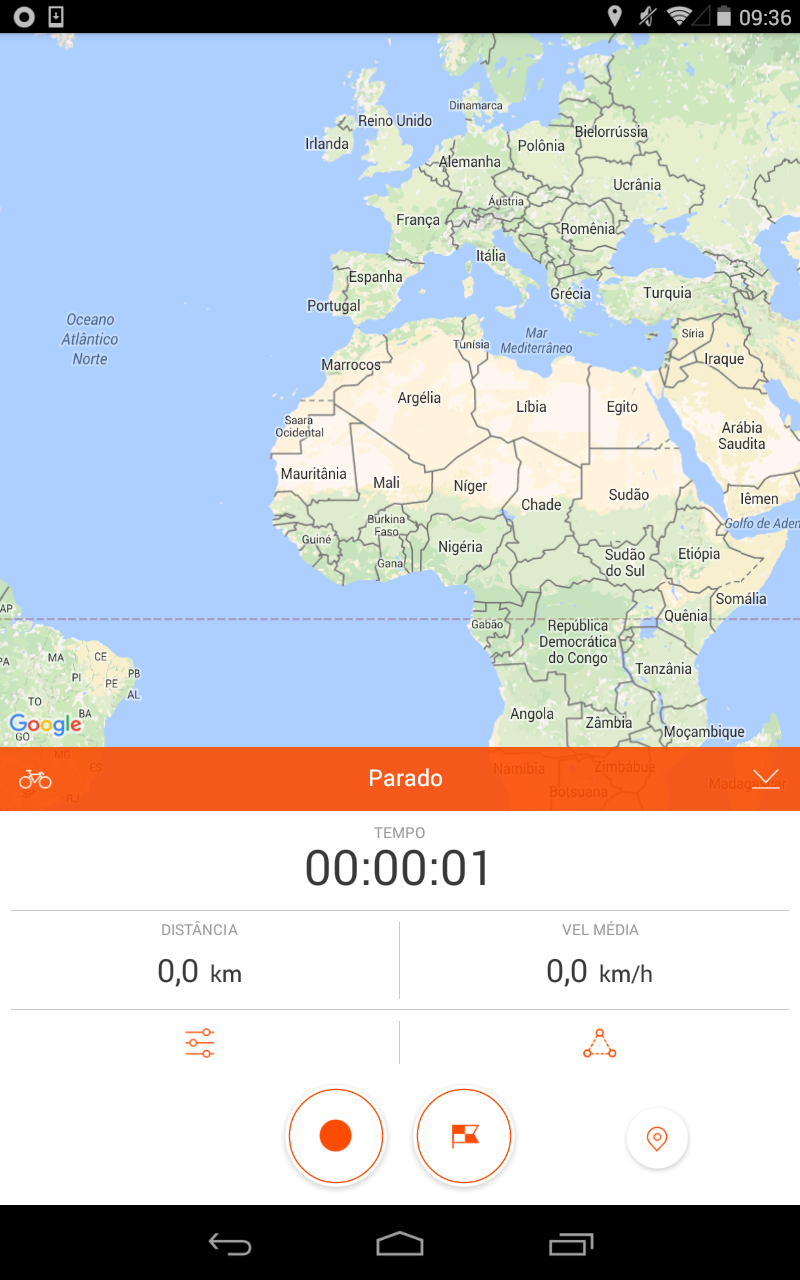 09:36
Dinamarca
Reino Unido
Bielorrússia
Irlanda
Polônia
Alemanha
Ucrânia
Áustria
França
Romênia
Itália
Espanha
Grécia
Turquia
Portugal
Oceano
Atlântico
Norte
Mar
Mediterrâneo
Tunísia
Síria
Iraque
Marrocos
Argélia
Líbia
Egito
Saara
Ocidental
Arábia
Saudita
Mauritânia
Mali
Níger
Chade
Sudão
Iêmen
Golfo de Aden
Burkina
Faso
Guiné
Nigéria
Gana
Sudão
do Sul
Etiópia
Somália
AP
Gabão
República
Democrática
do Congo
Quênia
PA
MA
CE
PI
PE
PB
AL
Tanzânia
TO
BA
Google
GO
Angola
Zâmbia
Moçambique
MG
ES
RJ
Namíbia
Zimbábue
Botsuana
Madagascar
Parado
TEMPO
00:00:01
DISTÂNCIA
VEL MÉDIA
0,0 km
0,0 km/h